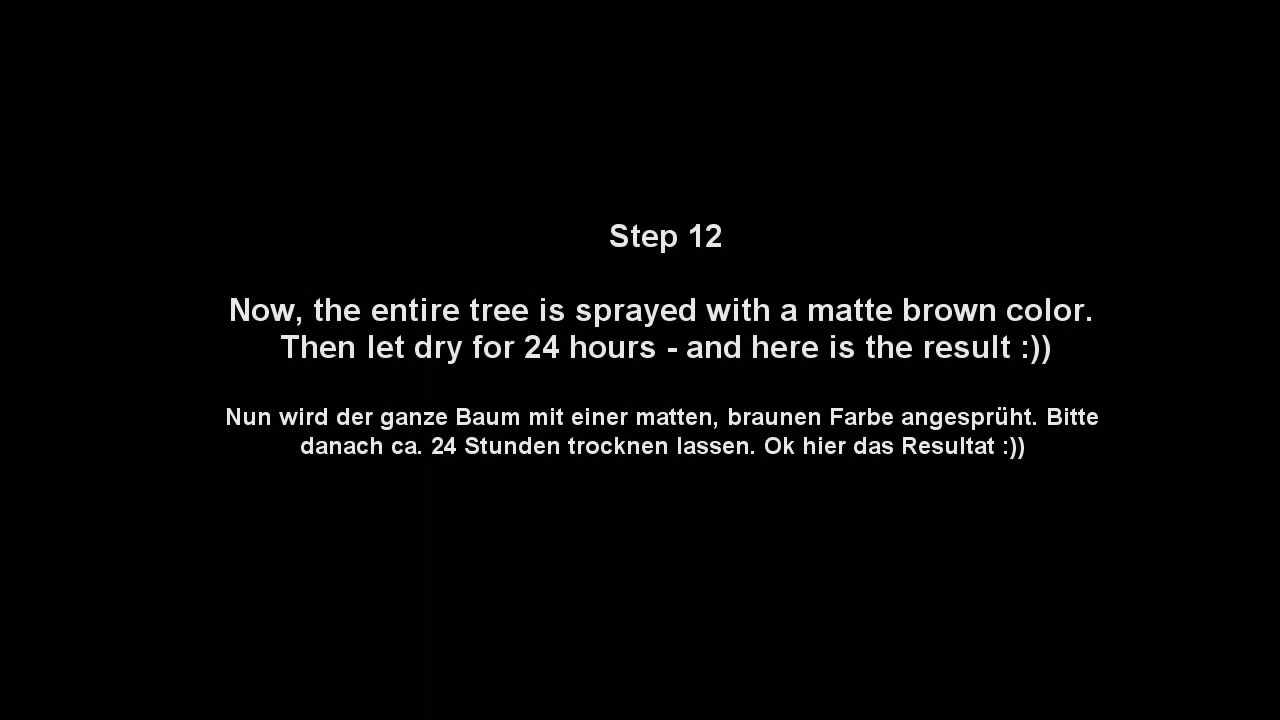 Step 12
Now, the entire tree is sprayed with a matte brown color.
Then let dry for 24 hours - and here is the result :))
Nun wird der ganze Baum mit einer matten, braunen Farbe angesprüht. Bitte
danach ca. 24 Stunden trocknen lassen. Ok hier das Resultat :))